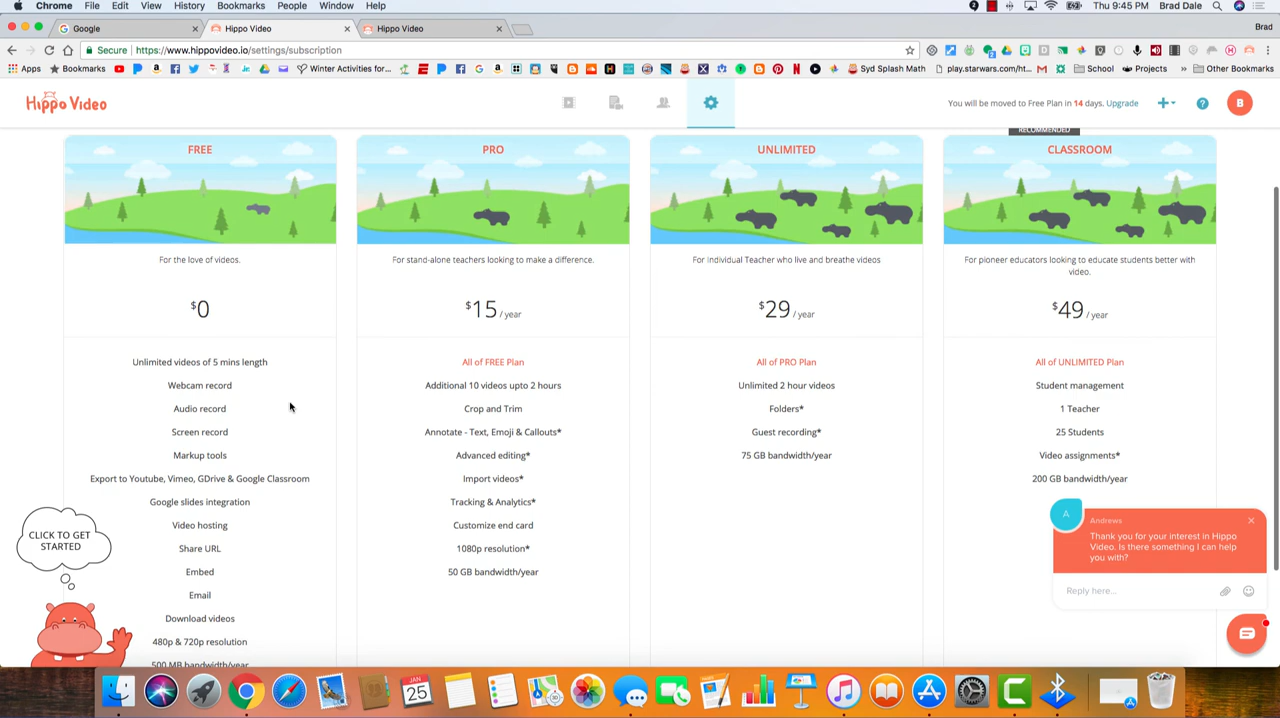 Chrome File Edit View History Bookmarks People Window Help
Thu 9:45 PM Brad Dale
Google
Hippo Video
Hippo Video
Brad
Secure https://www.hippovideo.io/settings/subscription
Apps Bookmarks Winter Activities for... Syd Splash Math play.starwars.com/ht... School Projects » Other Bookmarks
Hippo Video
You will be moved to Free Plan in 14 days. Upgrade
B
RECOMMENDED
FREE
For the love of videos.
$0
Unlimited videos of 5 mins length
Webcam record
Audio record
Screen record
Markup tools
Export to Youtube, Vimeo, GDrive & Google Classroom
Google slides integration
Video hosting
Share URL
Embed
Email
Download videos
480p & 720p resolution
500 MB bandwidth/year
PRO
For stand-alone teachers looking to make a difference.
$15 / year
All of FREE Plan
Additional 10 videos upto 2 hours
Crop and Trim
Annotate - Text, Emoji & Callouts*
Advanced editing*
Import videos*
Tracking & Analytics*
Customize end card
1080p resolution*
50 GB bandwidth/year
UNLIMITED
For Individual Teacher who live and breathe videos
$29 / year
All of PRO Plan
Unlimited 2 hour videos
Folders*
Guest recording*
75 GB bandwidth/year
CLASSROOM
For pioneer educators looking to educate students better with
video.
$49 / year
All of UNLIMITED Plan
Student management
1 Teacher
25 Students
Video assignments*
200 GB bandwidth/year
CLICK TO GET
STARTED
A
Andrews
Thank you for your interest in Hippo
Video. Is there something I can help
you with?
Reply here...
25